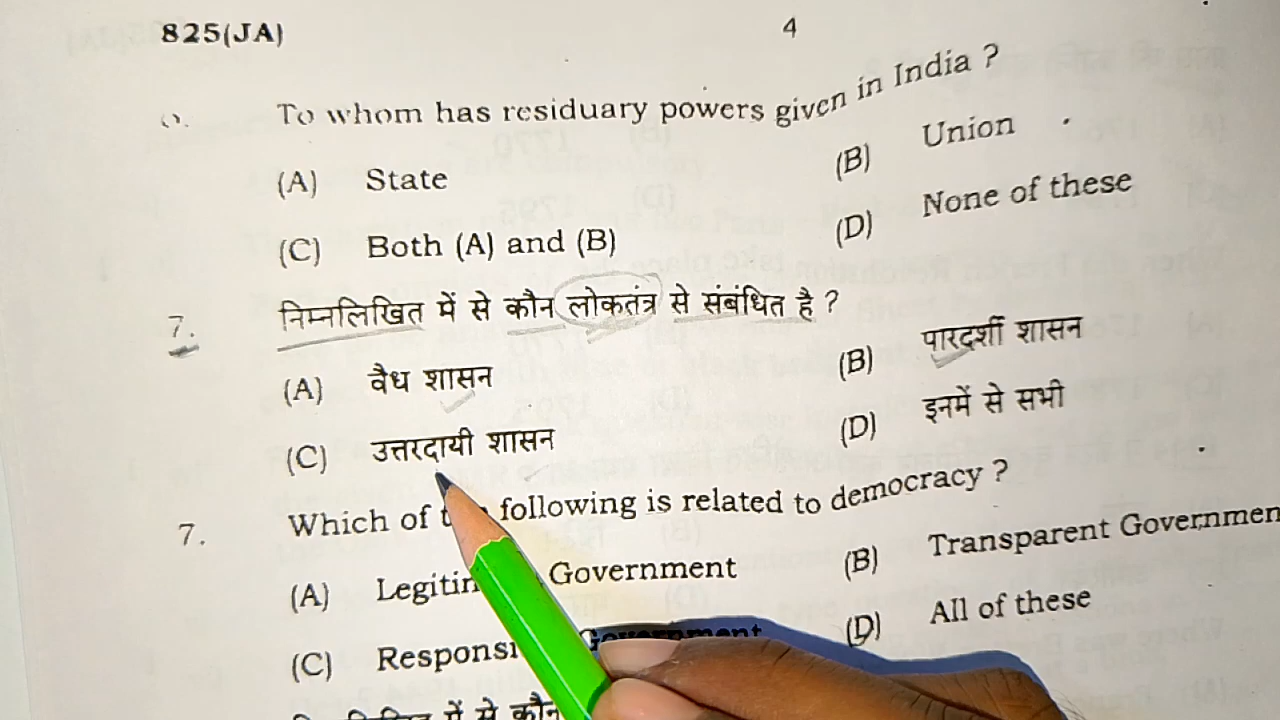 825(JA) 4
To whom has residuary powers given in India ?
(A) State (B) Union
(C) Both (A) and (B) (D) None of these
7. निम्नलिखित में से कौन लोकतंत्र से संबंधित है ?
(A) वैध शासन (B) पारदर्शी शासन
(C) उत्तरदायी शासन (D) इनमें से सभी
7. Which of following is related to democracy ?
(A) Government (B) Transparent Governmen
(C) Government (D) All of these
में से कौन